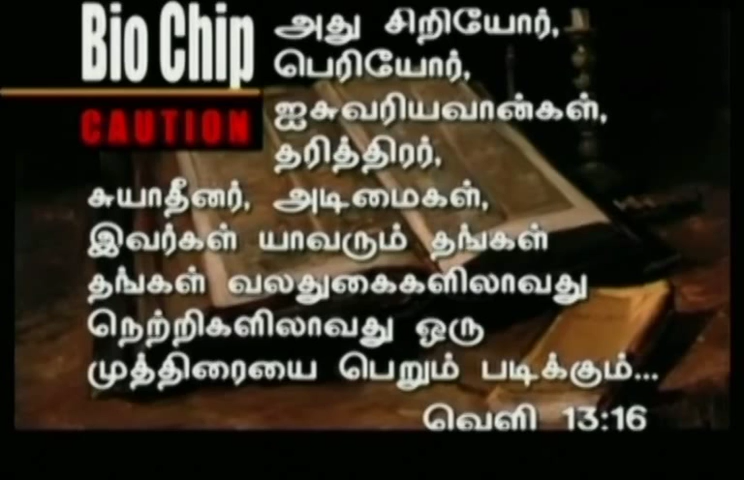 Bio Chip
CAUTION
அது சிறியோர்,
பெரியோர்,
ஐசுவரியவான்கள்,
தரித்திரர்,
சுயாதீனர், அடிமைகள்,
இவர்கள் யாவரும் தங்கள்
தங்கள் வலதுகைகளிலாவது
நெற்றிகளிலாவது ஒரு
முத்திரையை பெறும் படிக்கும்...
வெளி 13:16